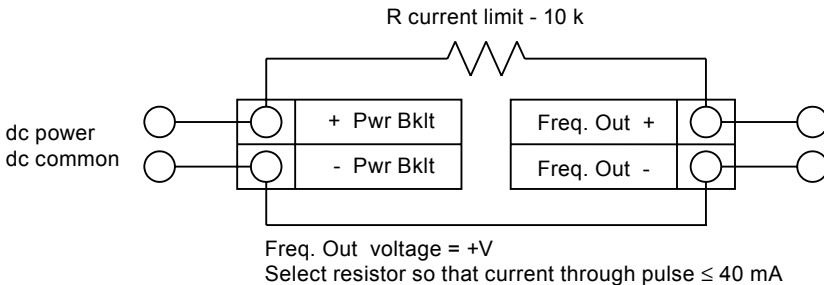 R current limit - 10 k
dc power
dc common
+ Pwr Bklt
- Pwr Bklt
Freq. Out +
Freq. Out -
Freq. Out voltage = +V
Select resistor so that current through pulse ≤ 40 mA